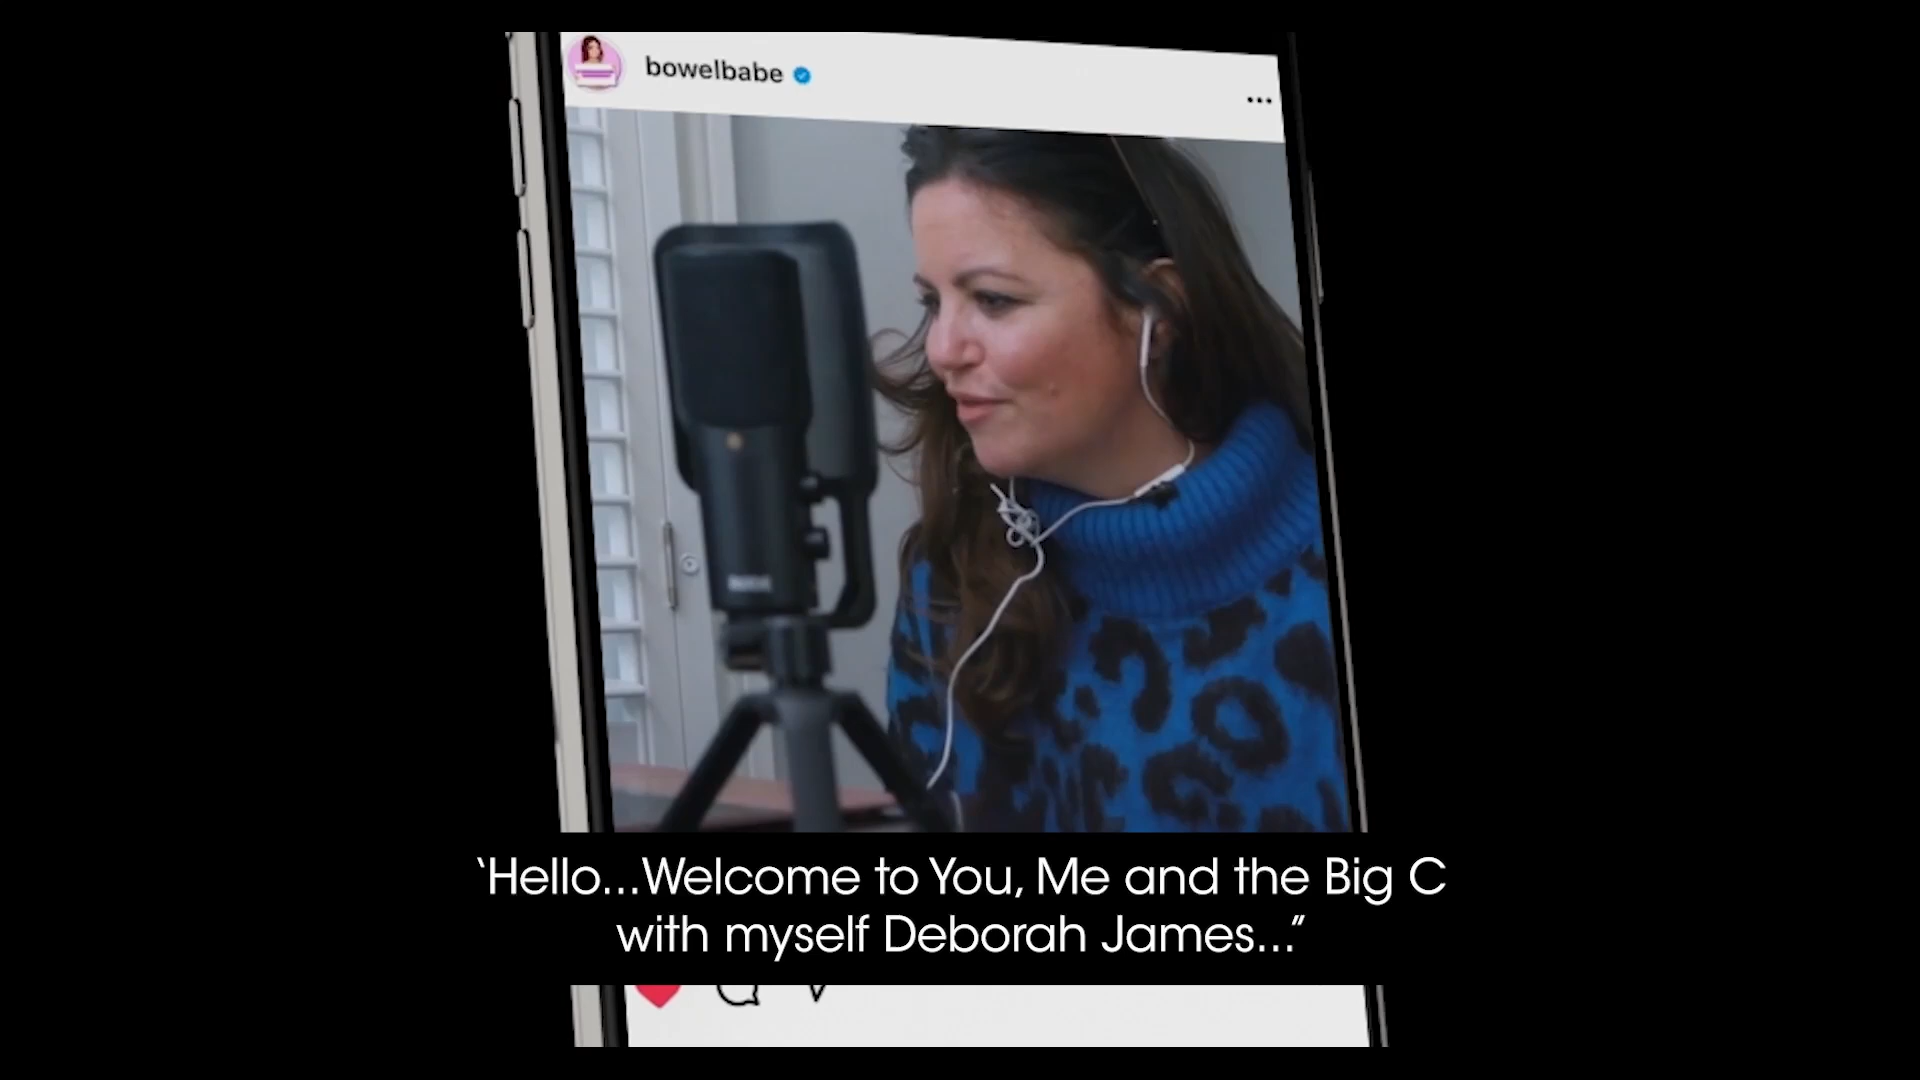 bowelbabe
‘Hello...Welcome to You, Me and the Big C
with myself Deborah James...”